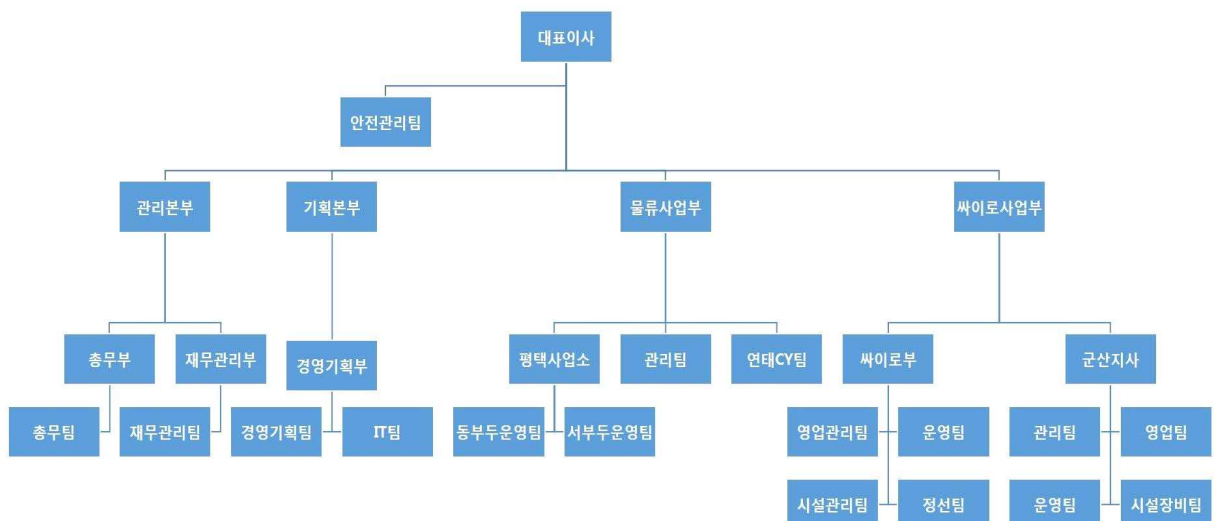 대표이사
안전관리팀
관리본부
기획본부
물류사업부
싸이로사업부
총무부
재무관리부
경영기획부
평택사업소
관리팀
연태CY팀
싸이로부
군산지사
총무팀
재무관리팀
경영기획팀
IT팀
동부두운영팀
서부두운영팀
영업관리팀
운영팀
관리팀
영업팀
시설관리팀
정선팀
운영팀
시설장비팀